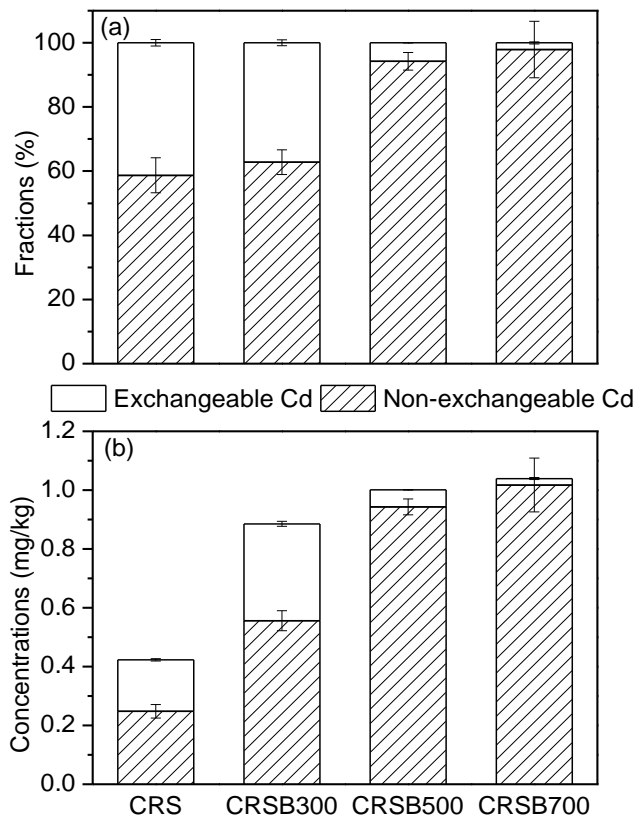 (a)
100
80
60
40
20
0
Fractions (%)
Exchangeable Cd Non-exchangeable Cd
(b)
1.2
1.0
0.8
0.6
0.4
0.2
0.0
Concentrations (mg/kg)
CRS CRSB300 CRSB500 CRSB700